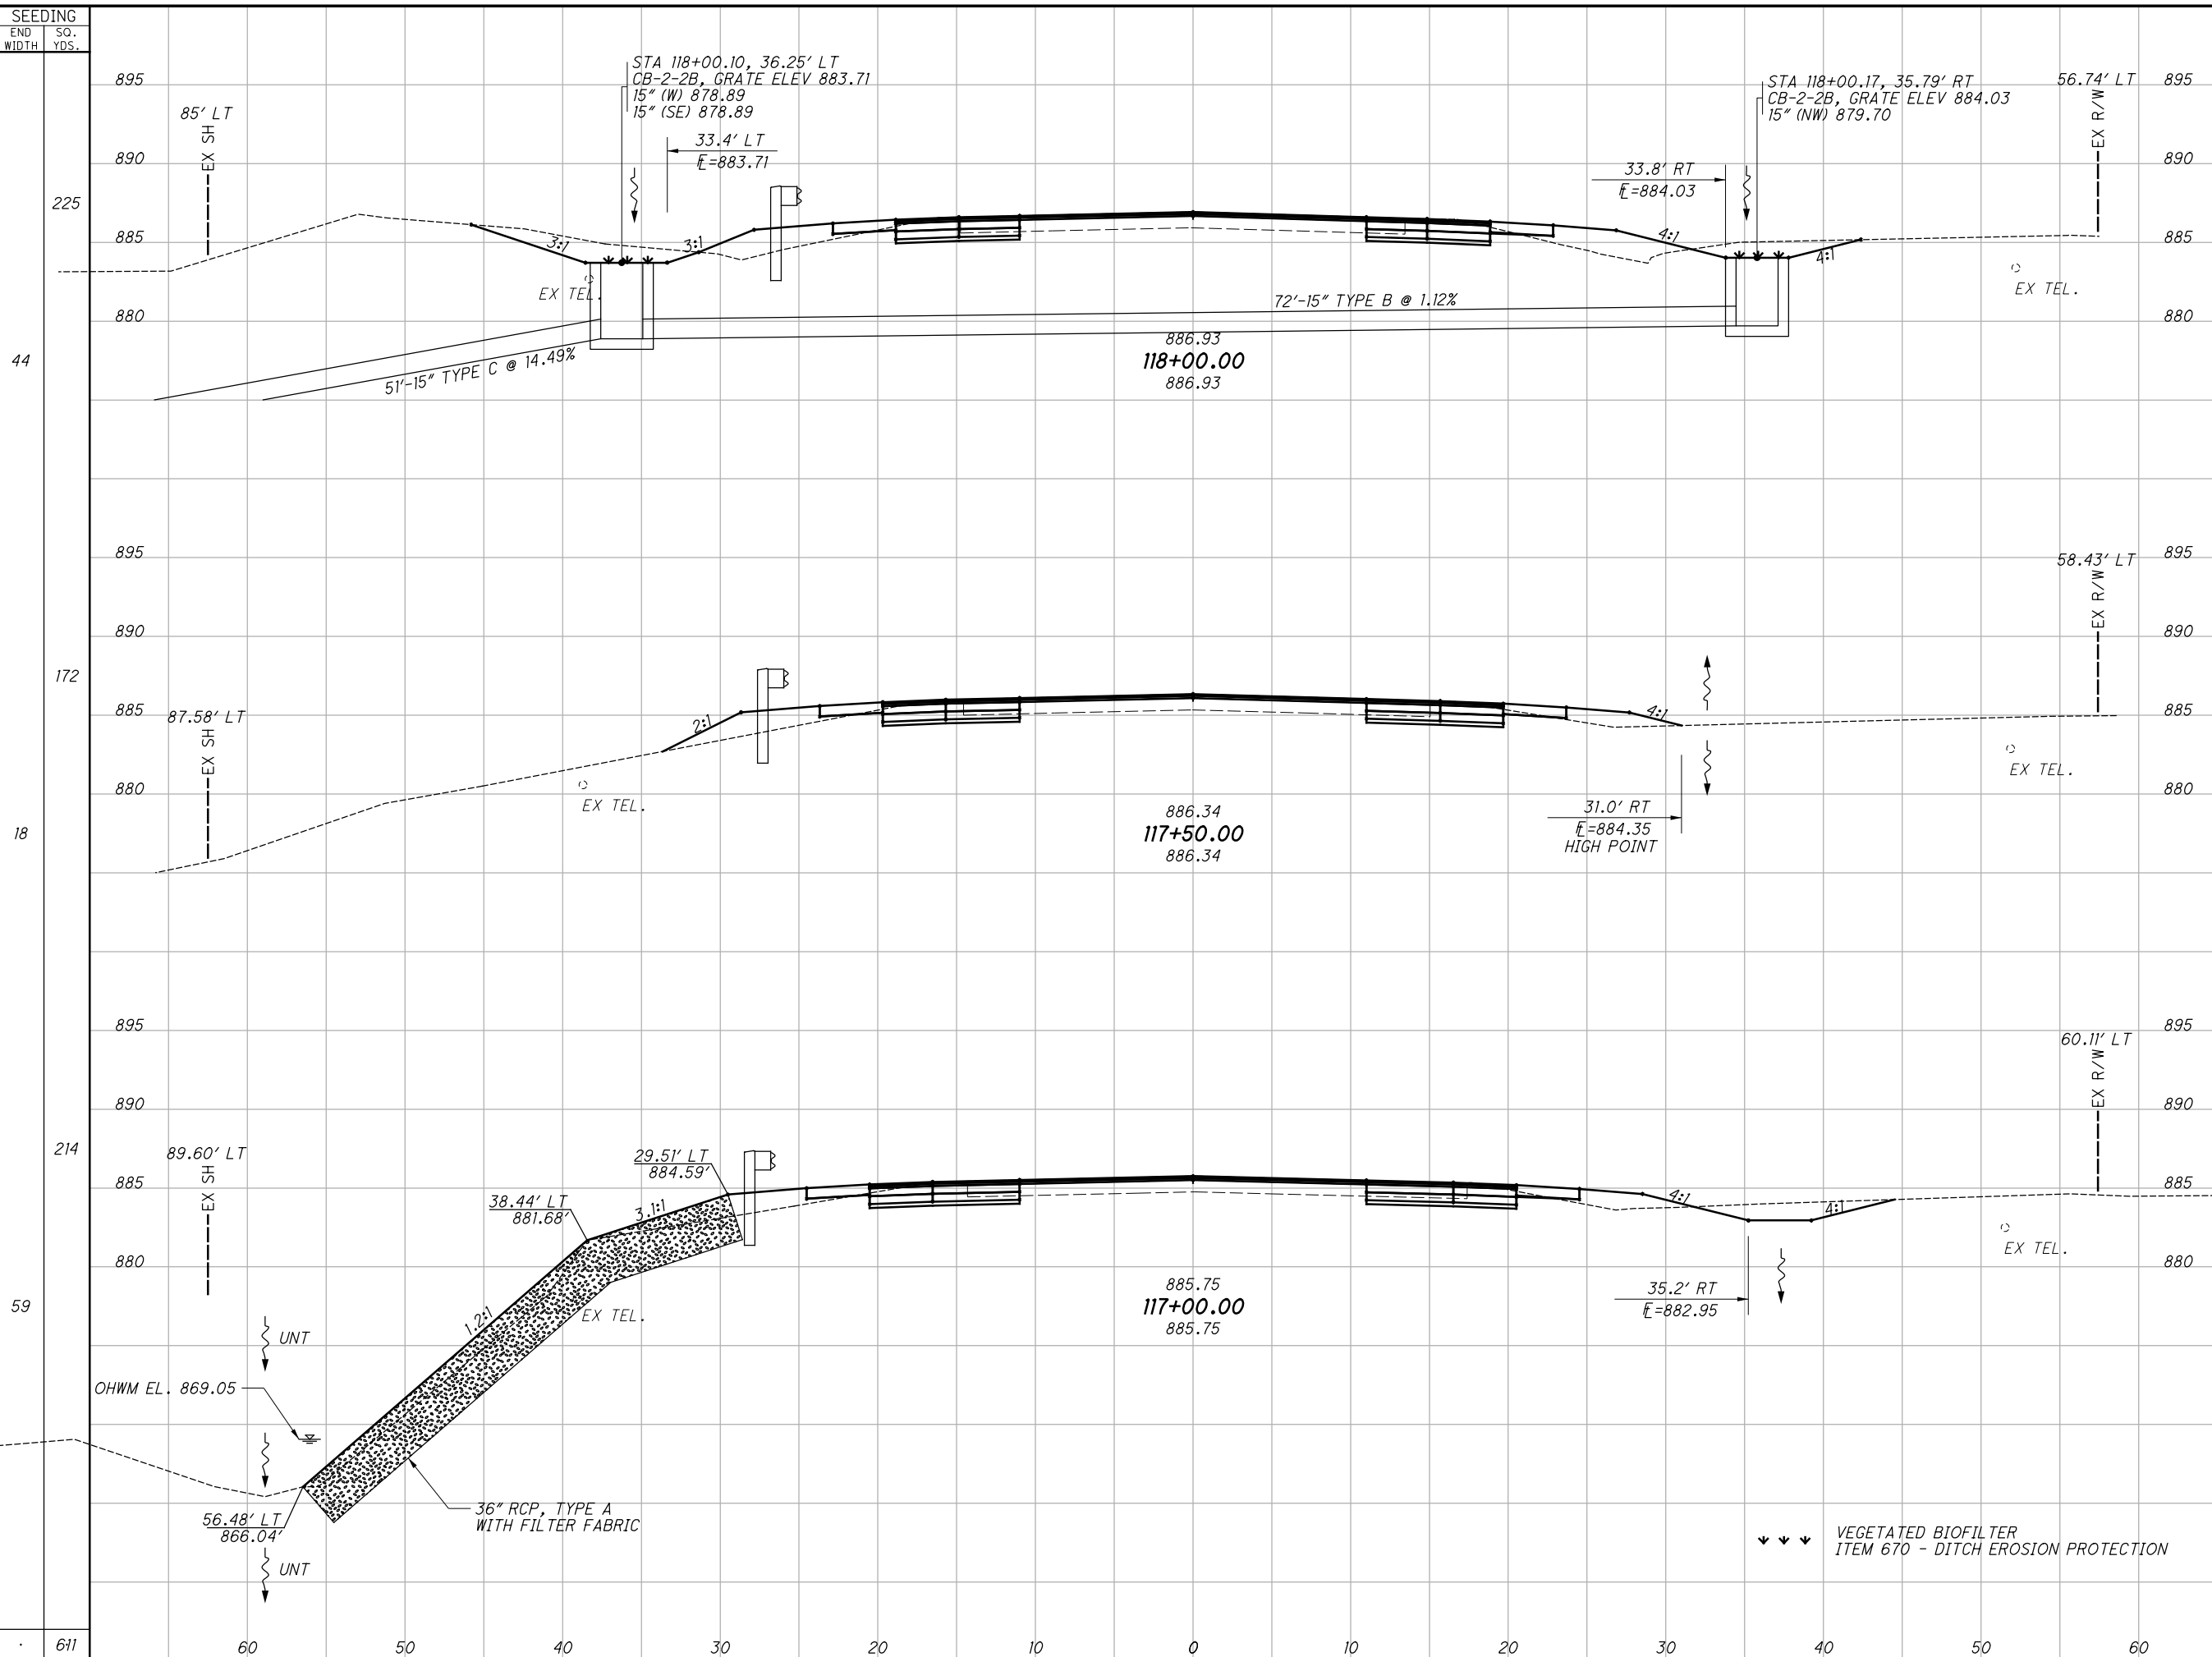 SEEDING
END WIDTH
SQ. YDS.
225
44
172
18
214
59
611
895
890
885
880
85' LT
EX SH
STA 118+00.10, 36.25' LT
CB-2-2B, GRATE ELEV 883.71
15" (W) 878.89
15" (SE) 878.89
33.4' LT
FL=883.71
STA 118+00.17, 35.79' RT
CB-2-2B, GRATE ELEV 884.03
15" (NW) 879.70
33.8' RT
FL=884.03
56.74' LT
EX R/W
895
890
885
880
3:1
3:1
4:1
4:1
EX TEL.
EX TEL.
72'-15" TYPE B @ 1.12%
51'-15" TYPE C @ 14.49%
886.93
118+00.00
886.93
895
890
885
880
87.58' LT
EX SH
2:1
4:1
58.43' LT
EX R/W
895
890
885
880
EX TEL.
EX TEL.
31.0' RT
FL=884.35
HIGH POINT
886.34
117+50.00
886.34
895
890
885
880
89.60' LT
EX SH
29.51' LT
884.59'
38.44' LT
881.68'
3.1:1
1.2:1
4:1
4:1
60.11' LT
EX R/W
895
890
885
880
EX TEL.
EX TEL.
35.2' RT
FL=882.95
885.75
117+00.00
885.75
UNT
OHWM EL. 869.05
56.48' LT
866.04'
UNT
36" RCP, TYPE A
WITH FILTER FABRIC
VEGETATED BIOFILTER
ITEM 670 - DITCH EROSION PROTECTION
60 50 40 30 20 10 0 10 20 30 40 50 60